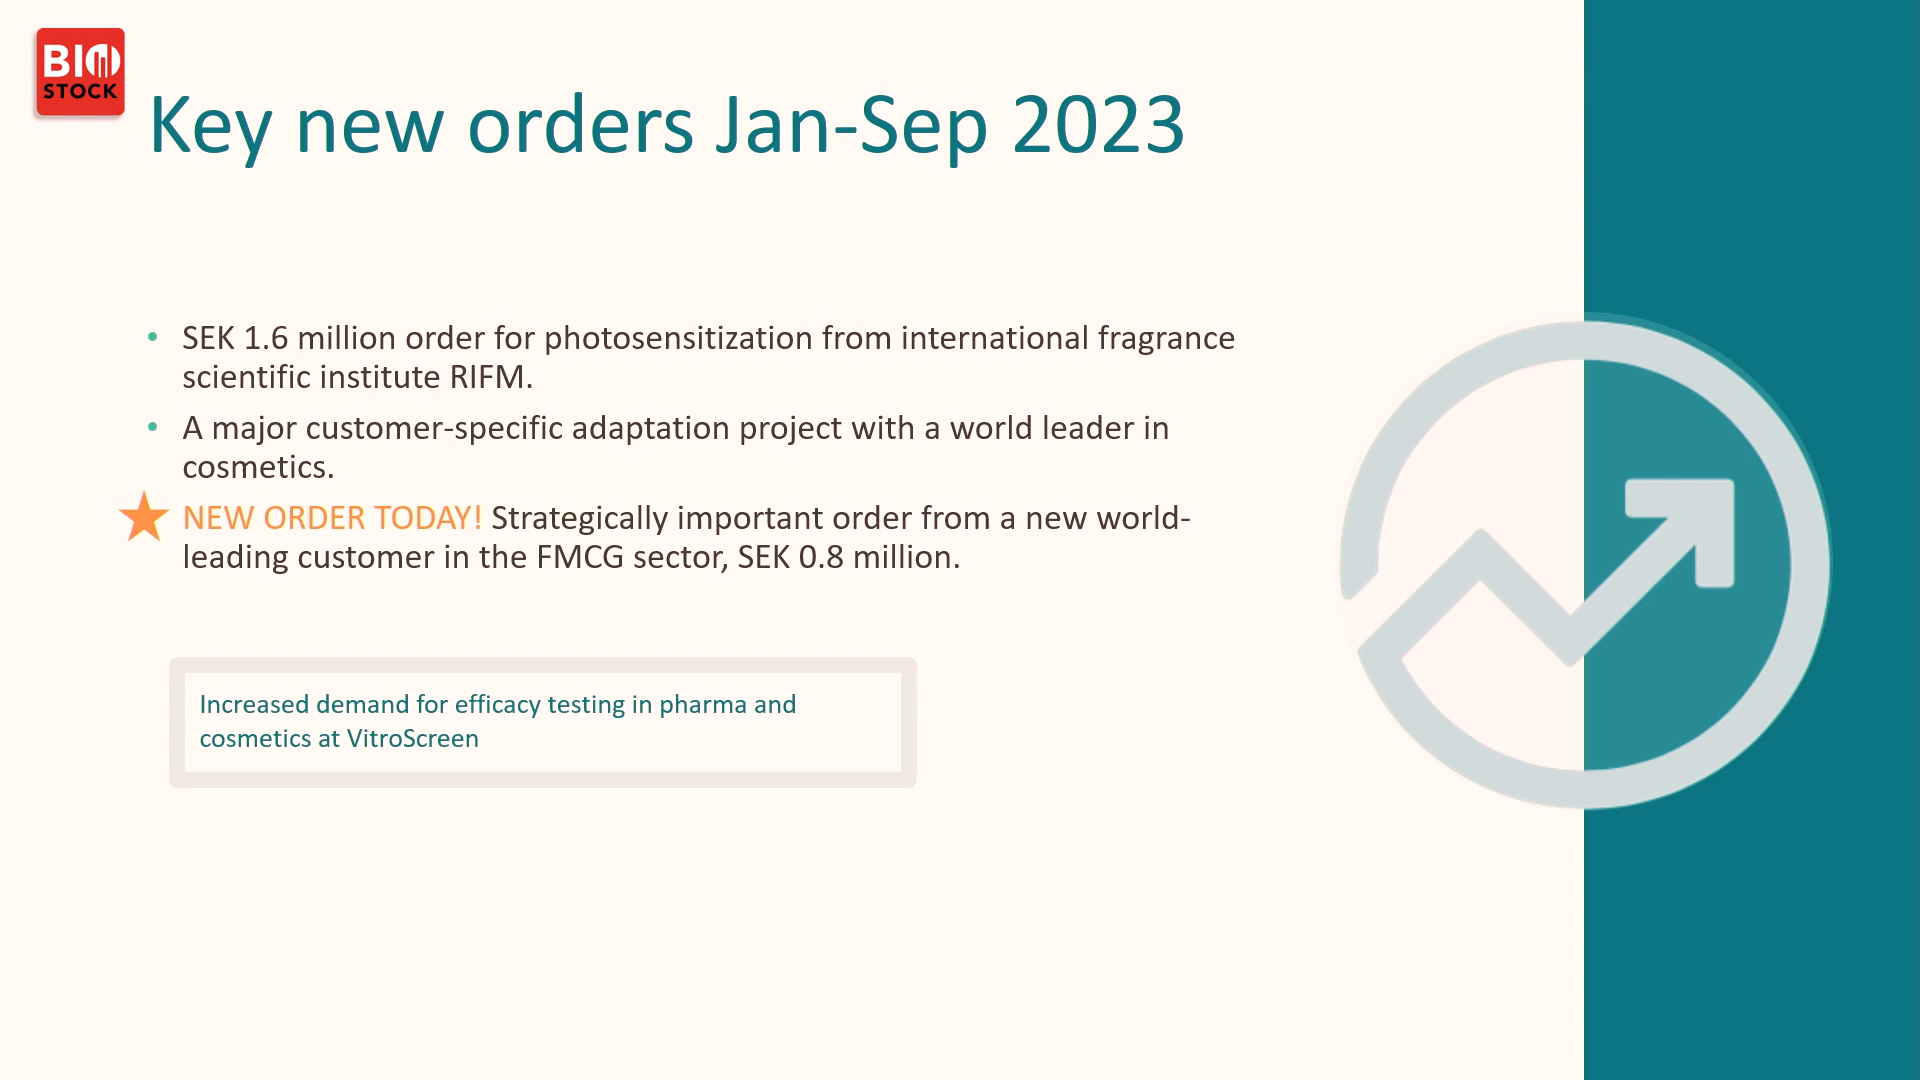 BIO
STOCK
Key new orders Jan-Sep 2023
• SEK 1.6 million order for photosensitization from international fragrance
scientific institute RIFM.
• A major customer-specific adaptation project with a world leader in
cosmetics.
NEW ORDER TODAY! Strategically important order from a new world-
leading customer in the FMCG sector, SEK 0.8 million.
Increased demand for efficacy testing in pharma and
cosmetics at VitroScreen